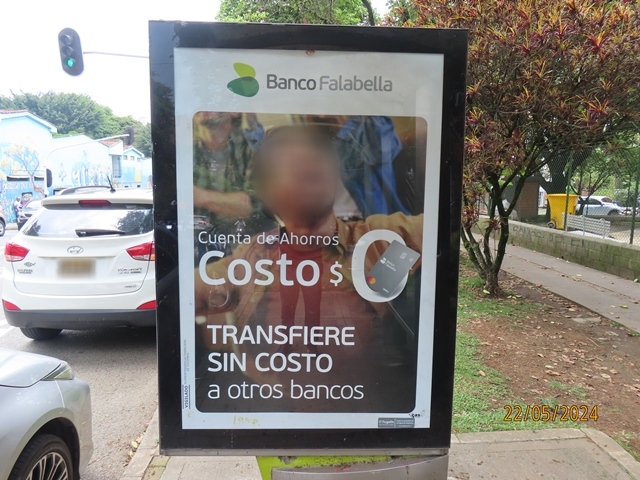 Banco Falabella
Cuenta de Ahorros
Costo $0
TRANSFIERE
SIN COSTO
a otros bancos
22/05/2024